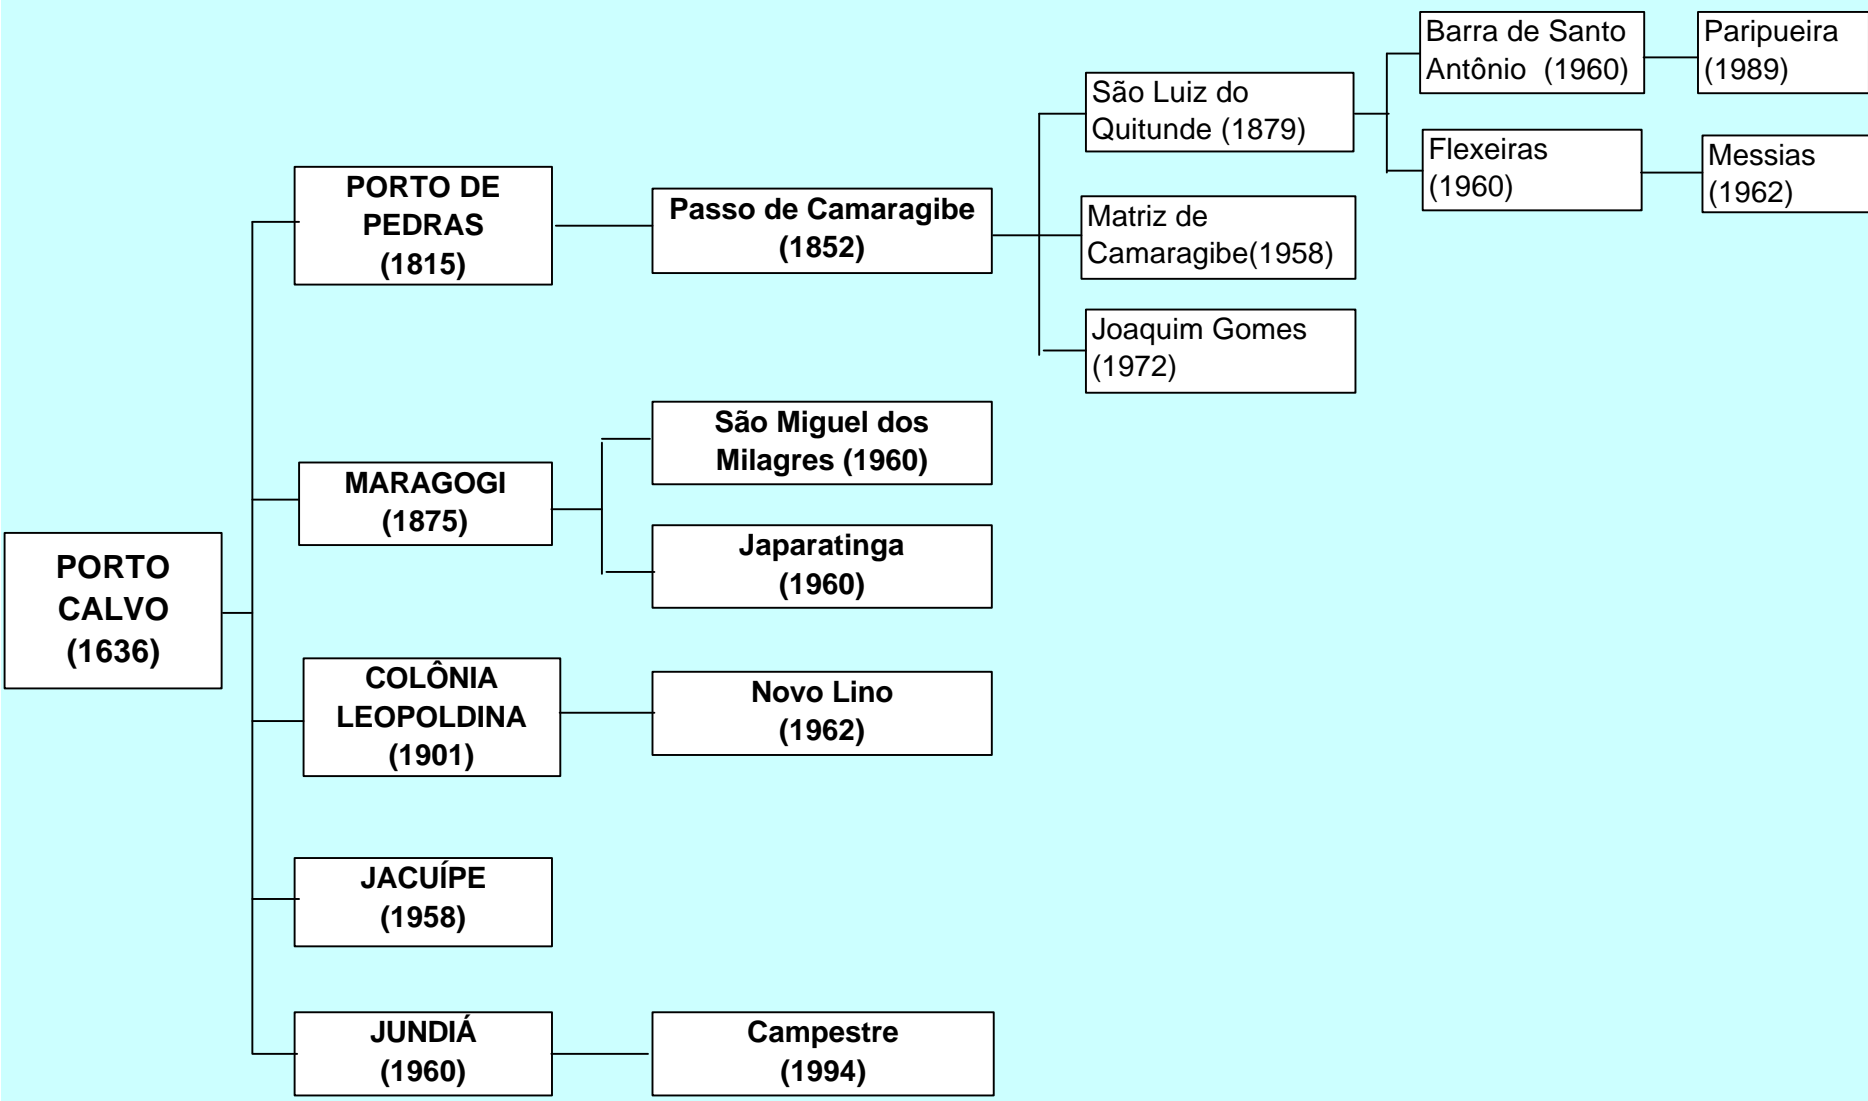 PORTO
CALVO
(1636)
PORTO DE
PEDRAS
(1815)
Passo de Camaragibe
(1852)
São Luiz do
Quitunde (1879)
Barra de Santo
Antônio (1960)
Paripueira
(1989)
Flexeiras
(1960)
Messias
(1962)
Matriz de
Camaragibe(1958)
Joaquim Gomes
(1972)
MARAGOGI
(1875)
São Miguel dos
Milagres (1960)
Japaratinga
(1960)
COLÔNIA
LEOPOLDINA
(1901)
Novo Lino
(1962)
JACUÍPE
(1958)
JUNDIÁ
(1960)
Campestre
(1994)